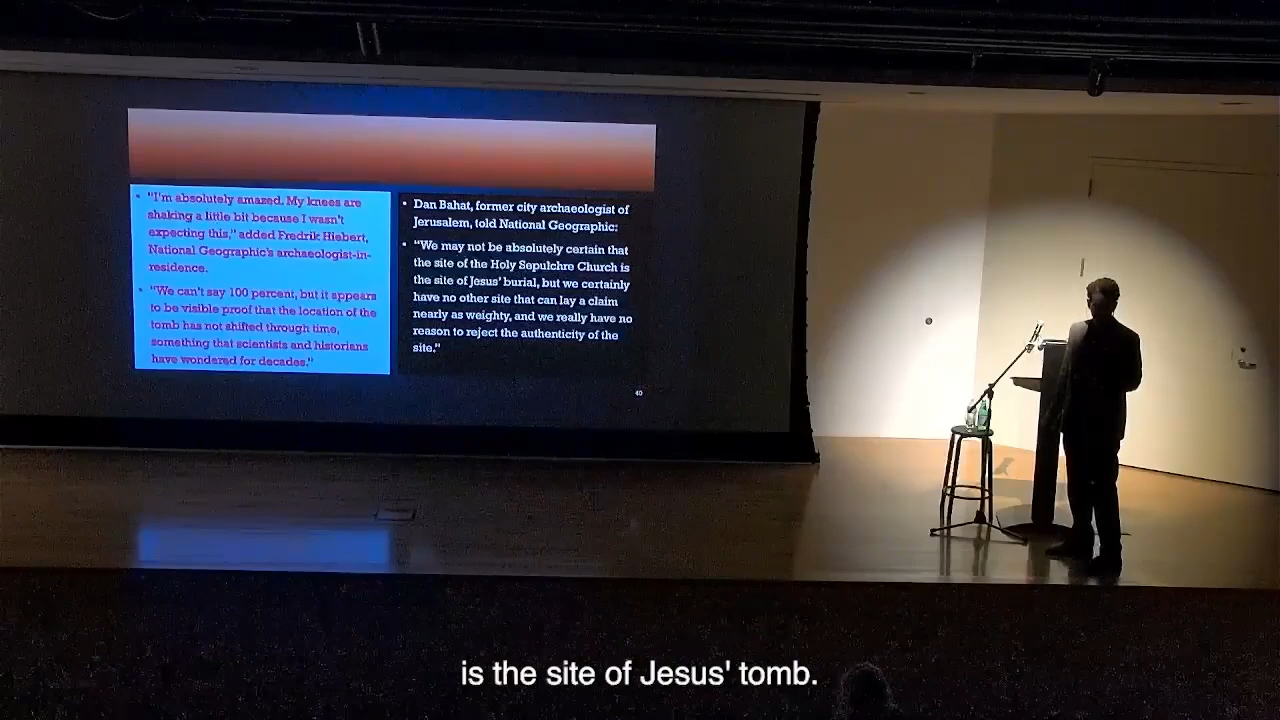 • "I'm absolutely amazed. My knees are
shaking a little bit because I wasn't
expecting this," added Fredrik Hiebert,
National Geographic's archaeologist-in-
residence.
• "We can't say 100 percent, but it appears
to be visible proof that the location of the
tomb has not shifted through time,
something that scientists and historians
have wondered for decades."
• Dan Bahat, former city archaeologist of
Jerusalem, told National Geographic:
• "We may not be absolutely certain that
the site of the Holy Sepulchre Church is
the site of Jesus' burial, but we certainly
have no other site that can lay a claim
nearly as weighty, and we really have no
reason to reject the authenticity of the
site."
40
is the site of Jesus' tomb.